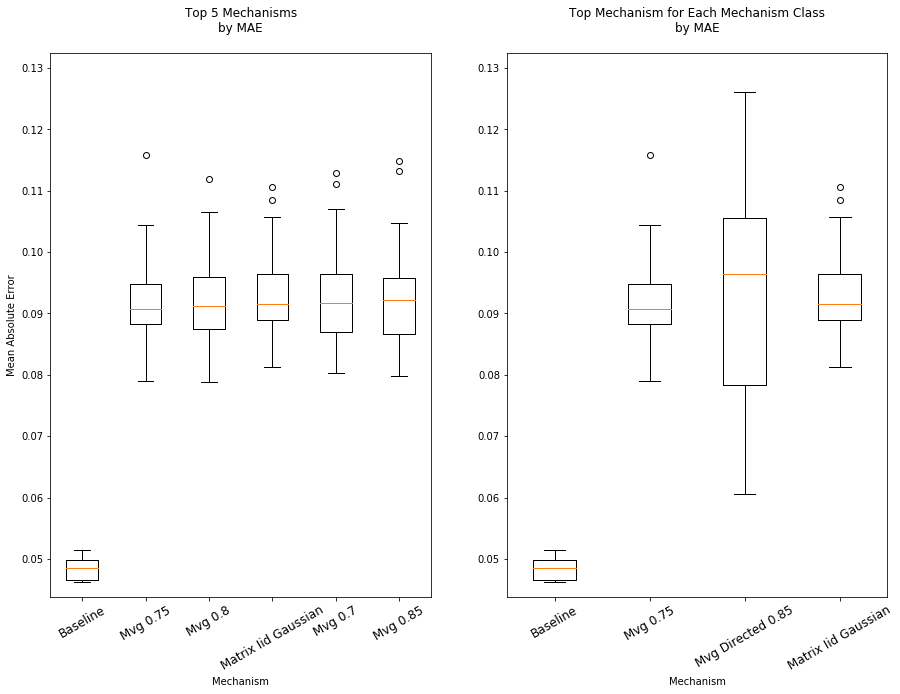 Top 5 Mechanisms
by MAE
Mean Absolute Error
0.13
0.12
0.11
0.10
0.09
0.08
0.07
0.06
0.05
Baseline
Mvg 0.75
Mvg 0.8
Matrix Iid Gaussian
Mvg 0.7
Mvg 0.85
Mechanism
Top Mechanism for Each Mechanism Class
by MAE
0.13
0.12
0.11
0.10
0.09
0.08
0.07
0.06
0.05
Baseline
Mvg 0.75
Mvg Directed 0.85
Matrix Iid Gaussian
Mechanism